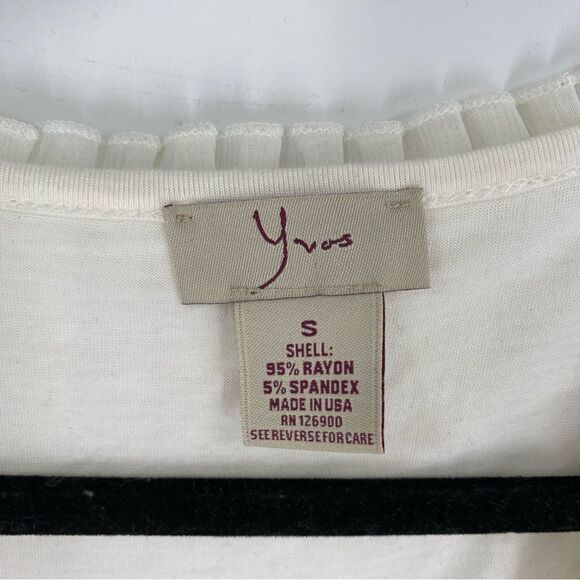 Yvos
S
SHELL:
95% RAYON
5% SPANDEX
MADE IN USA
RN 126900
SEE REVERSE FOR CARE